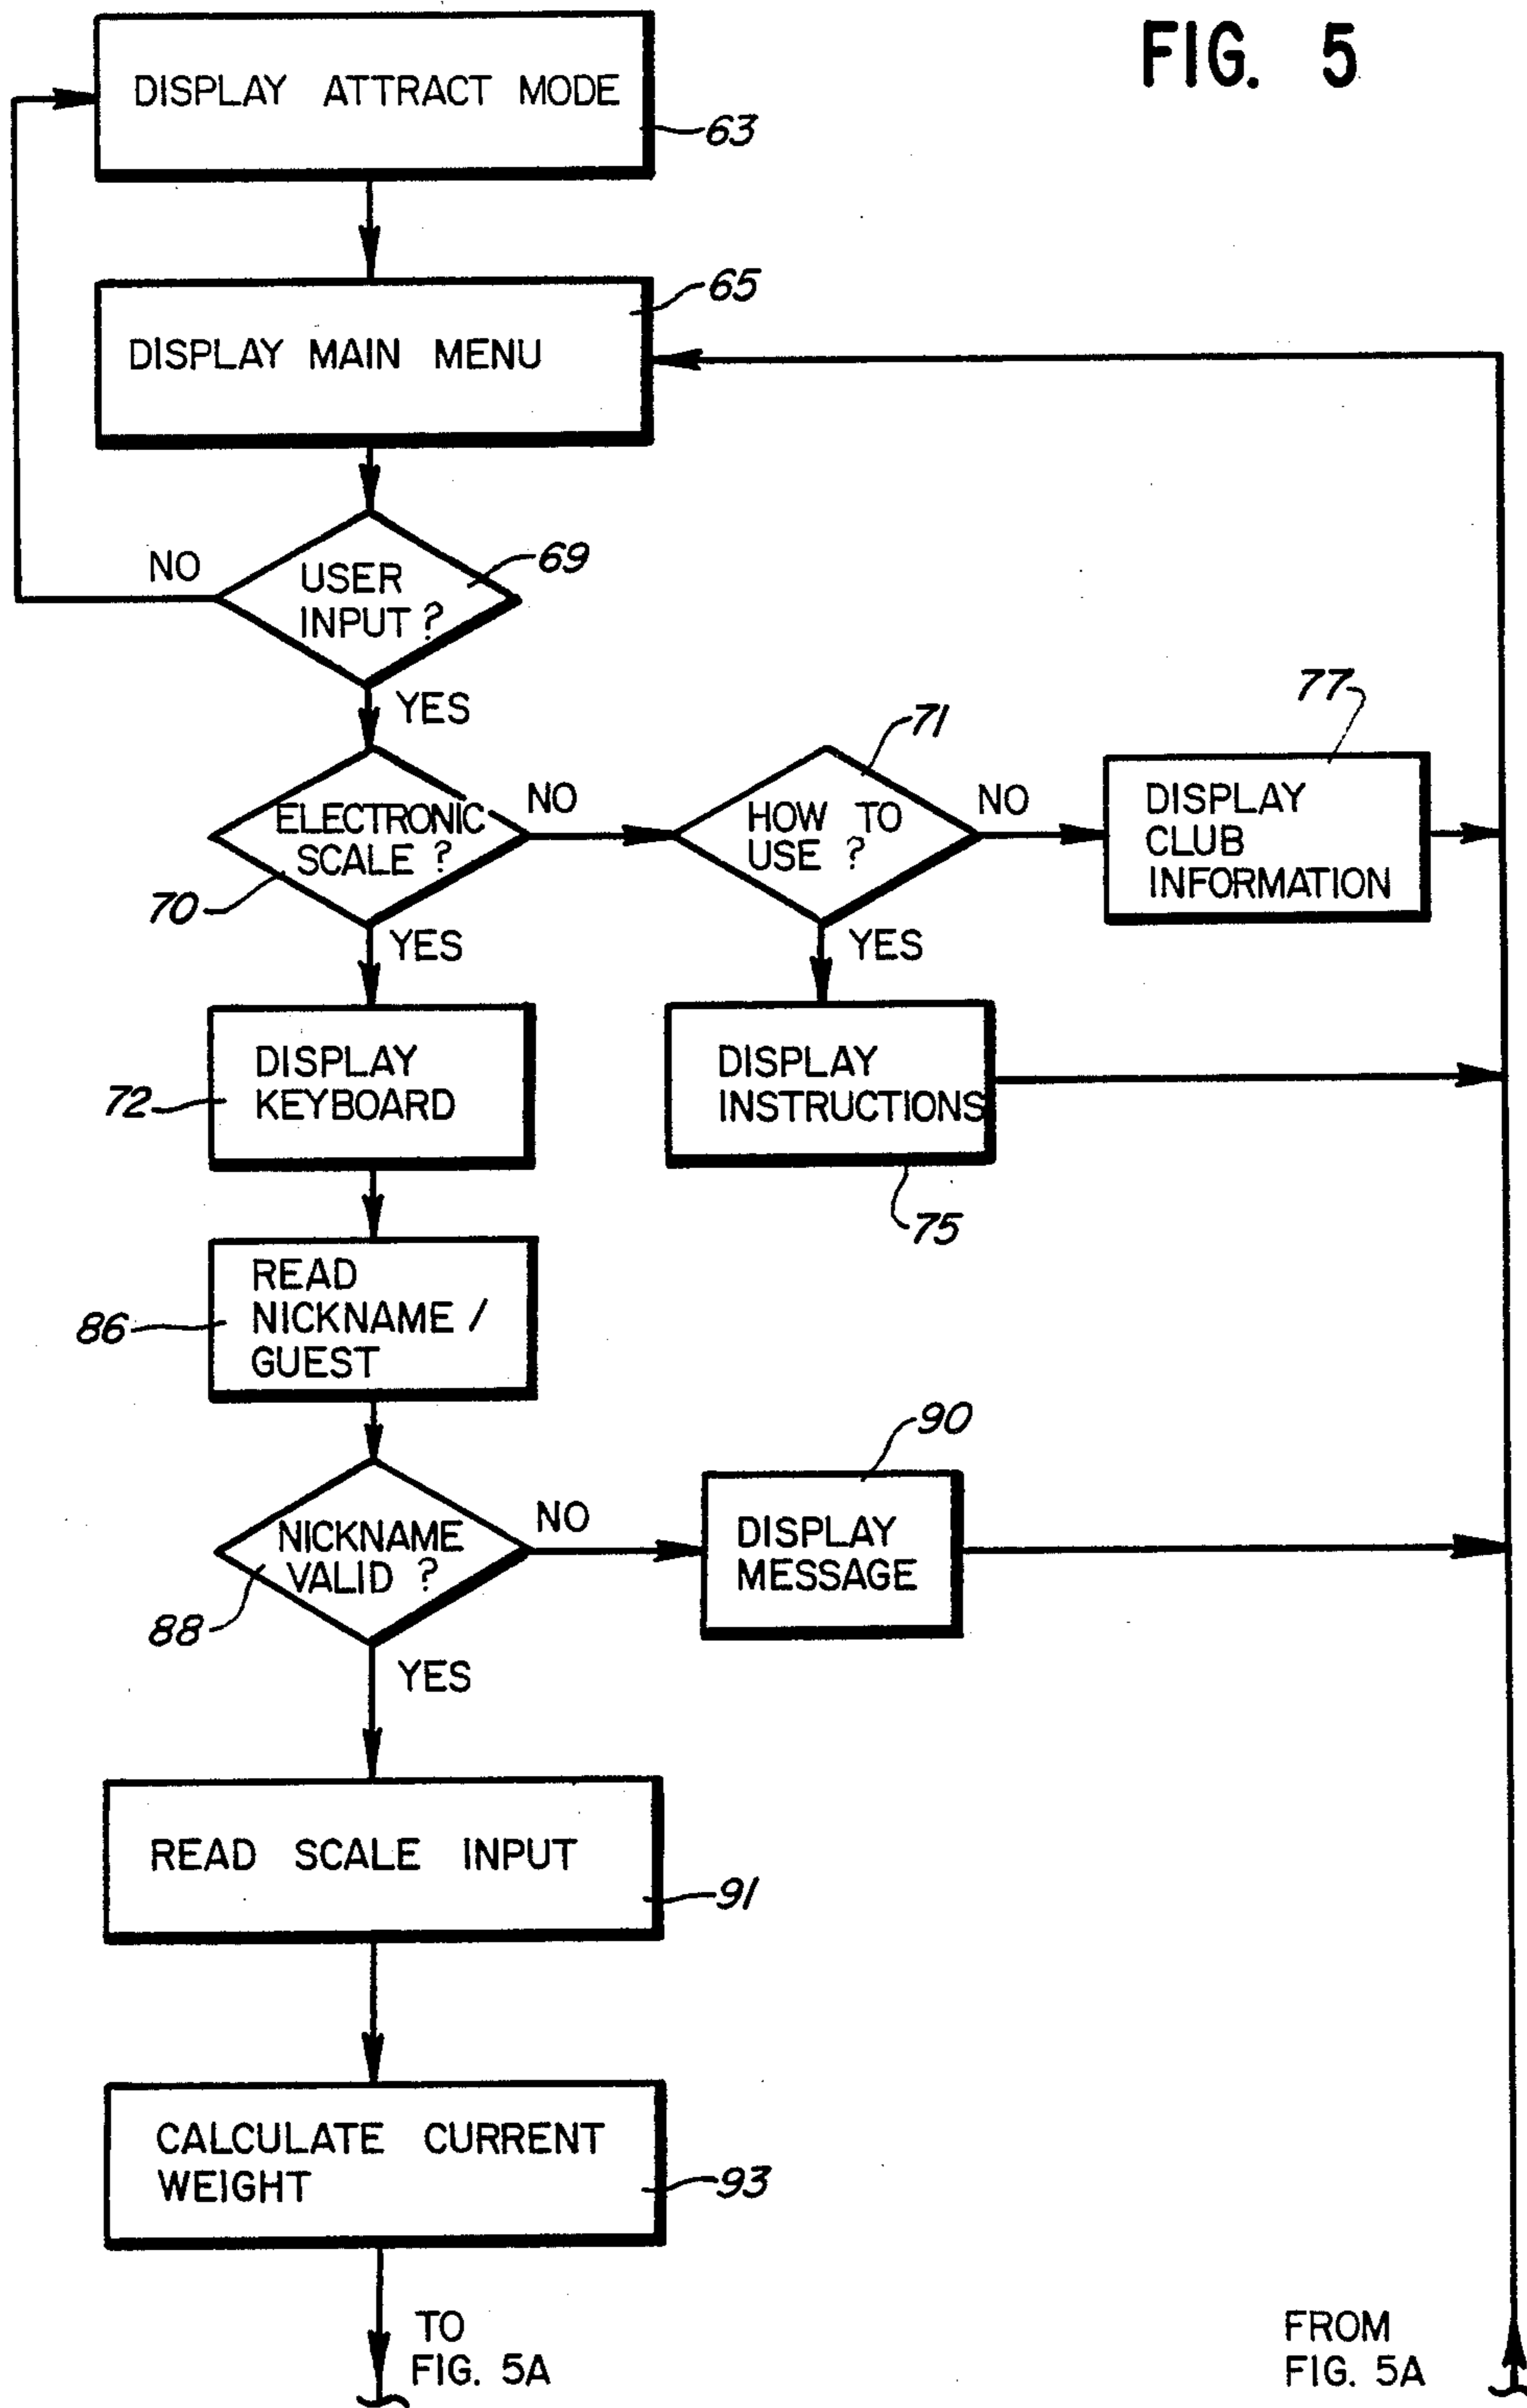 FIG. 5
DISPLAY ATTRACT MODE
63
65
DISPLAY MAIN MENU
69
NO
USER
INPUT ?
YES
77
71
NO
NO
ELECTRONIC
SCALE ?
HOW TO
USE ?
DISPLAY
CLUB
INFORMATION
70
YES
YES
DISPLAY
KEYBOARD
DISPLAY
INSTRUCTIONS
72
75
READ
NICKNAME /
GUEST
86
90
NO
NICKNAME
VALID ?
DISPLAY
MESSAGE
88
YES
READ SCALE INPUT
91
CALCULATE CURRENT
WEIGHT
93
TO
FIG. 5A
FROM
FIG. 5A